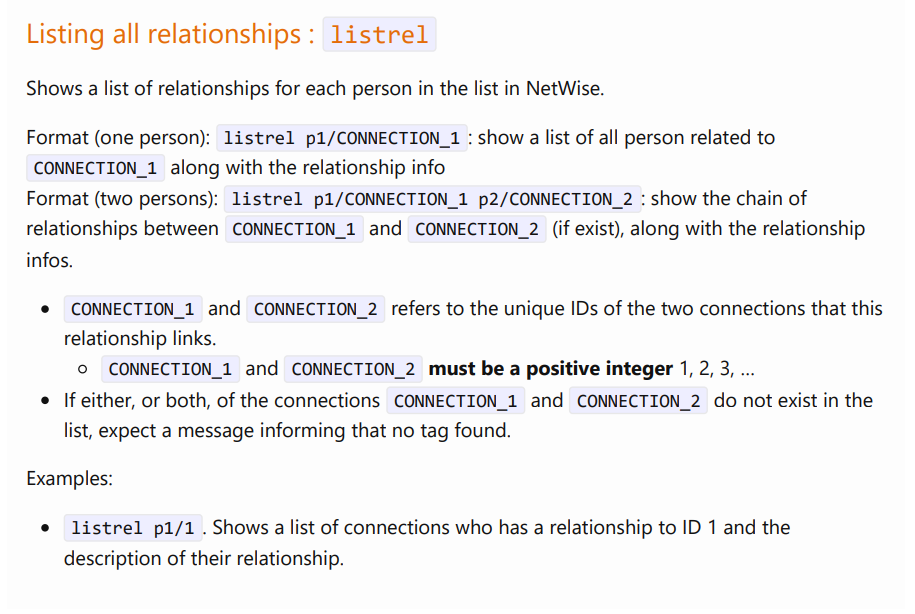 Listing all relationships : listrel
Shows a list of relationships for each person in the list in NetWise.
Format (one person): listrel p1/CONNECTION_1: show a list of all person related to
CONNECTION_1 along with the relationship info
Format (two persons): listrel p1/CONNECTION_1 p2/CONNECTION_2: show the chain of
relationships between CONNECTION_1 and CONNECTION_2 (if exist), along with the relationship
infos.
• CONNECTION_1 and CONNECTION_2 refers to the unique IDs of the two connections that this
relationship links.
○ CONNECTION_1 and CONNECTION_2 must be a positive integer 1, 2, 3, …
• If either, or both, of the connections CONNECTION_1 and CONNECTION_2 do not exist in the
list, expect a message informing that no tag found.
Examples:
• listrel p1/1. Shows a list of connections who has a relationship to ID 1 and the
description of their relationship.